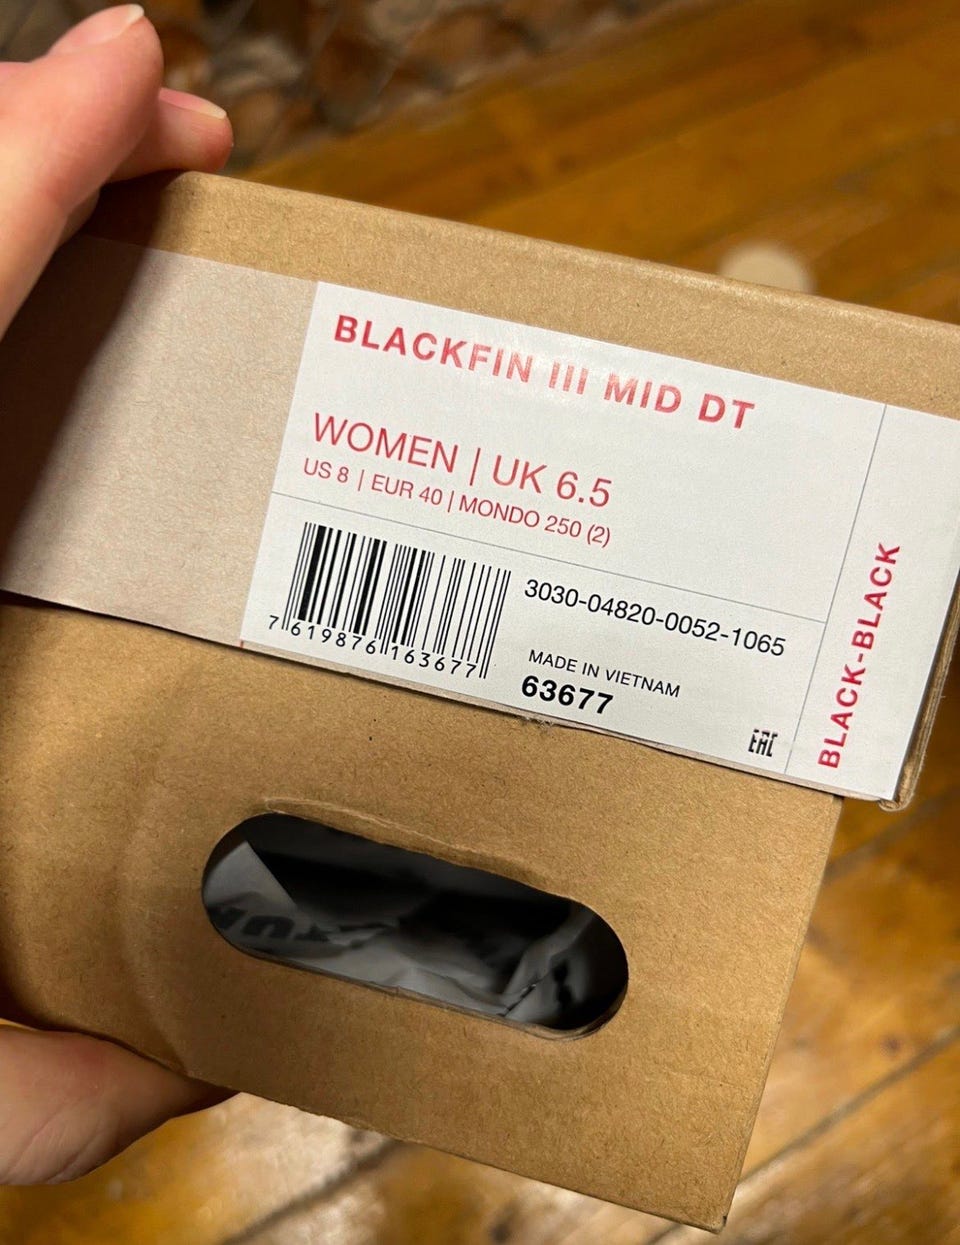 BLACKFIN III MID DT
WOMEN | UK 6.5
US 8 | EUR 40 | MONDO 250 (2)
7 619876 163677
3030-04820-0052-1065
MADE IN VIETNAM
63677
EAC
BLACK-BLACK